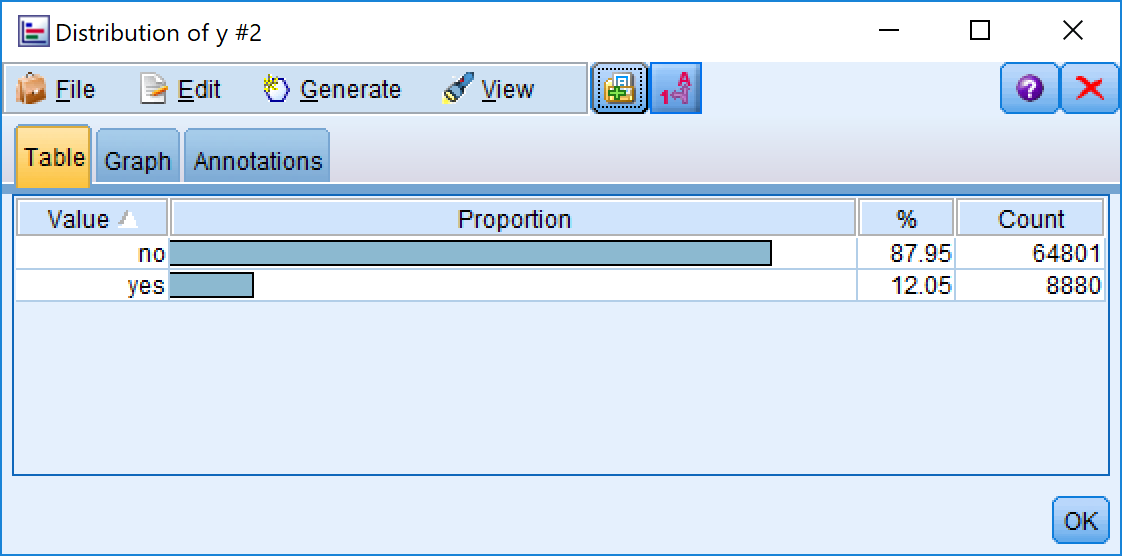 Distribution of y #2
File Edit Generate View
Table Graph Annotations
Value Proportion % Count
no 87.95 64801
yes 12.05 8880
OK